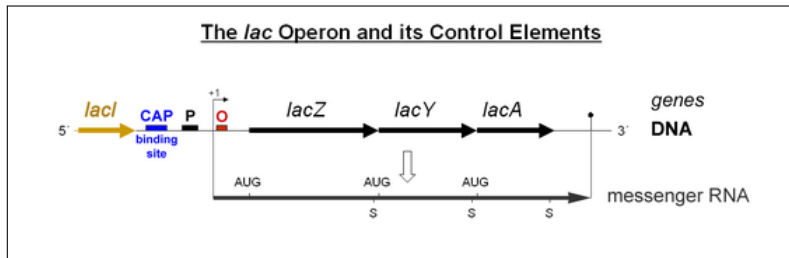 The lac Operon and its Control Elements
+1
lacI CAP P O lacZ lacY lacA genes
5´ binding site 3´ DNA
AUG AUG AUG
messenger RNA
S S S